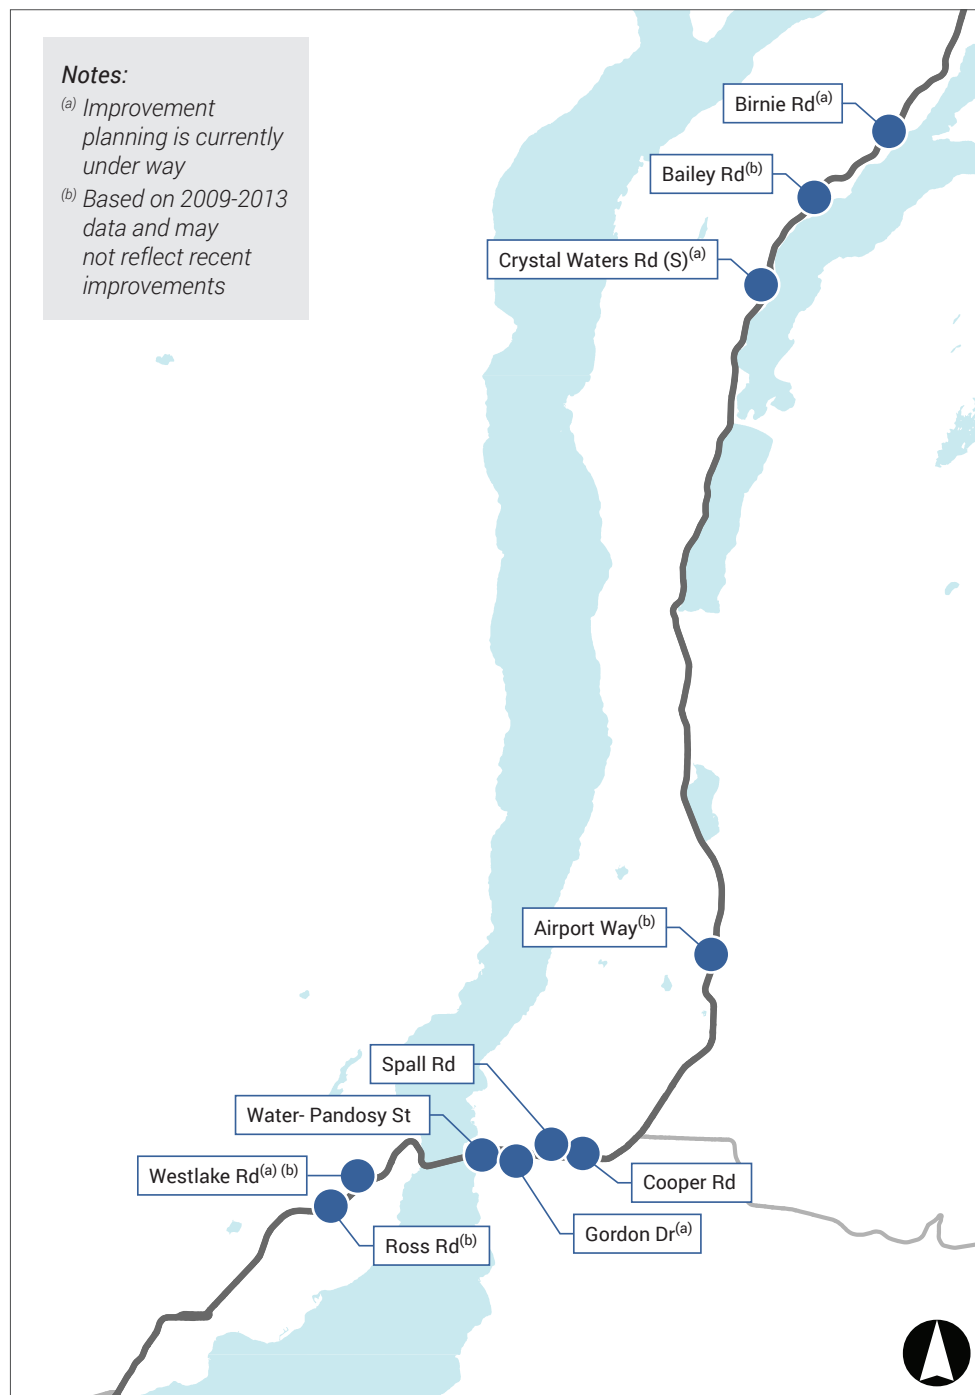 Notes:
(a) Improvement
planning is currently
under way
(b) Based on 2009-2013
data and may
not reflect recent
improvements
Birnie Rd(a)
Bailey Rd(b)
Crystal Waters Rd (S)(a)
Airport Way(b)
Spall Rd
Water- Pandosy St
Westlake Rd(a) (b)
Cooper Rd
Ross Rd(b)
Gordon Dr(a)